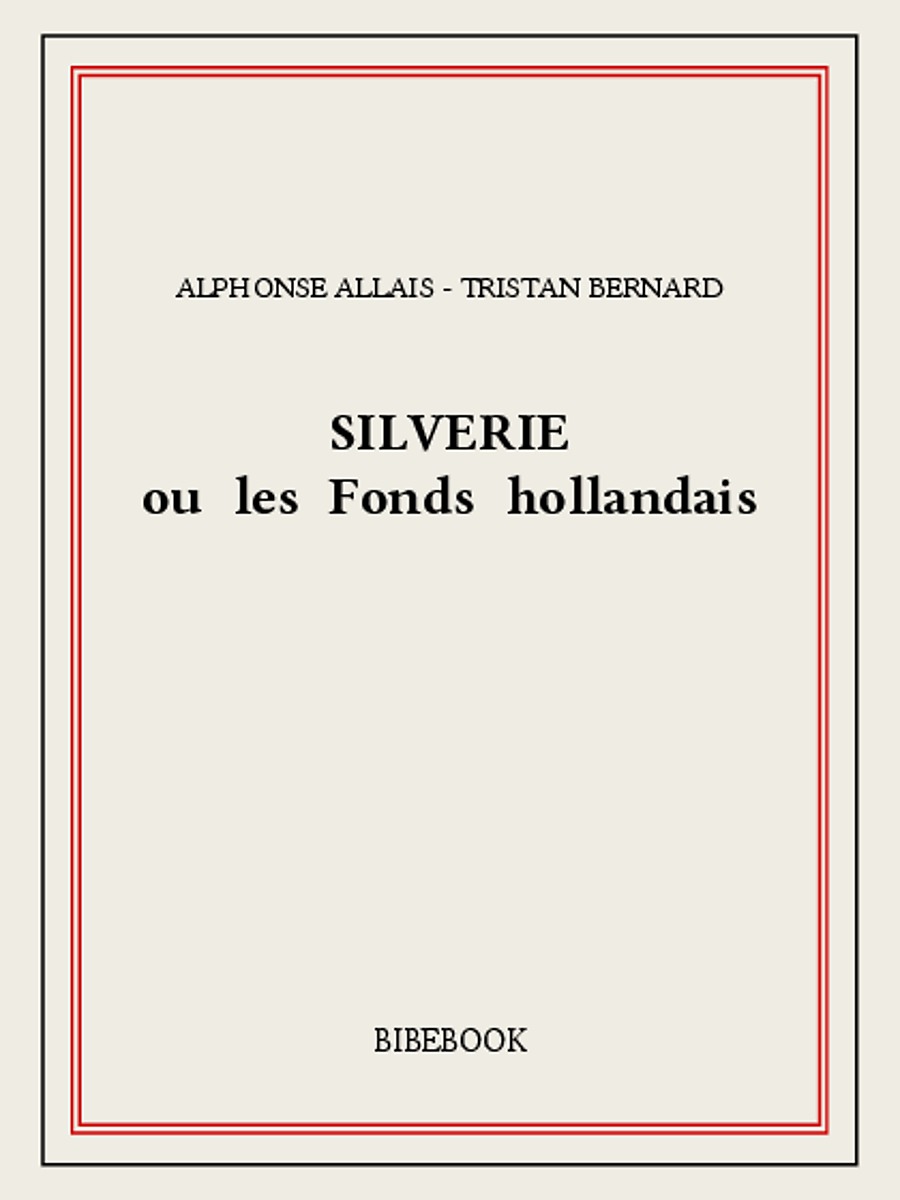 ALPHONSE ALLAIS - TRISTAN BERNARD
SILVERIE
ou les Fonds hollandais
BIBEBOOK